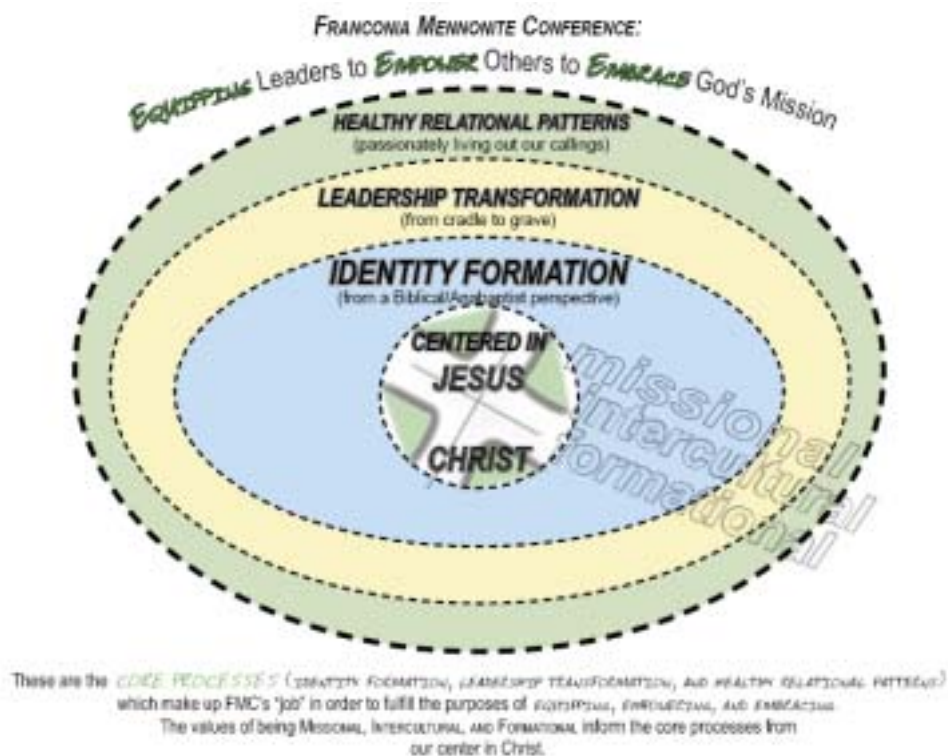 FRANCONIA MENNONITE CONFERENCE:
EQUIPPING Leaders to EMPOWER Others to EMBRACE God's Mission
HEALTHY RELATIONAL PATTERNS
(passionately living out our callings)
LEADERSHIP TRANSFORMATION
(from cradle to grave)
IDENTITY FORMATION
(from a Biblical/Anabaptist perspective)
CENTERED IN
JESUS
CHRIST
missional
intercultural
formational
These are the CORE PROCESSES (IDENTITY FORMATION, LEADERSHIP TRANSFORMATION, AND HEALTHY RELATIONAL PATTERNS)
which make up FMC's "job" in order to fulfill the purposes of EQUIPPING, EMPOWERING, AND EMBRACING
The values of being MISSIONAL, INTERCULTURAL AND FORMATIONAL inform the core processes from
our center in Christ.